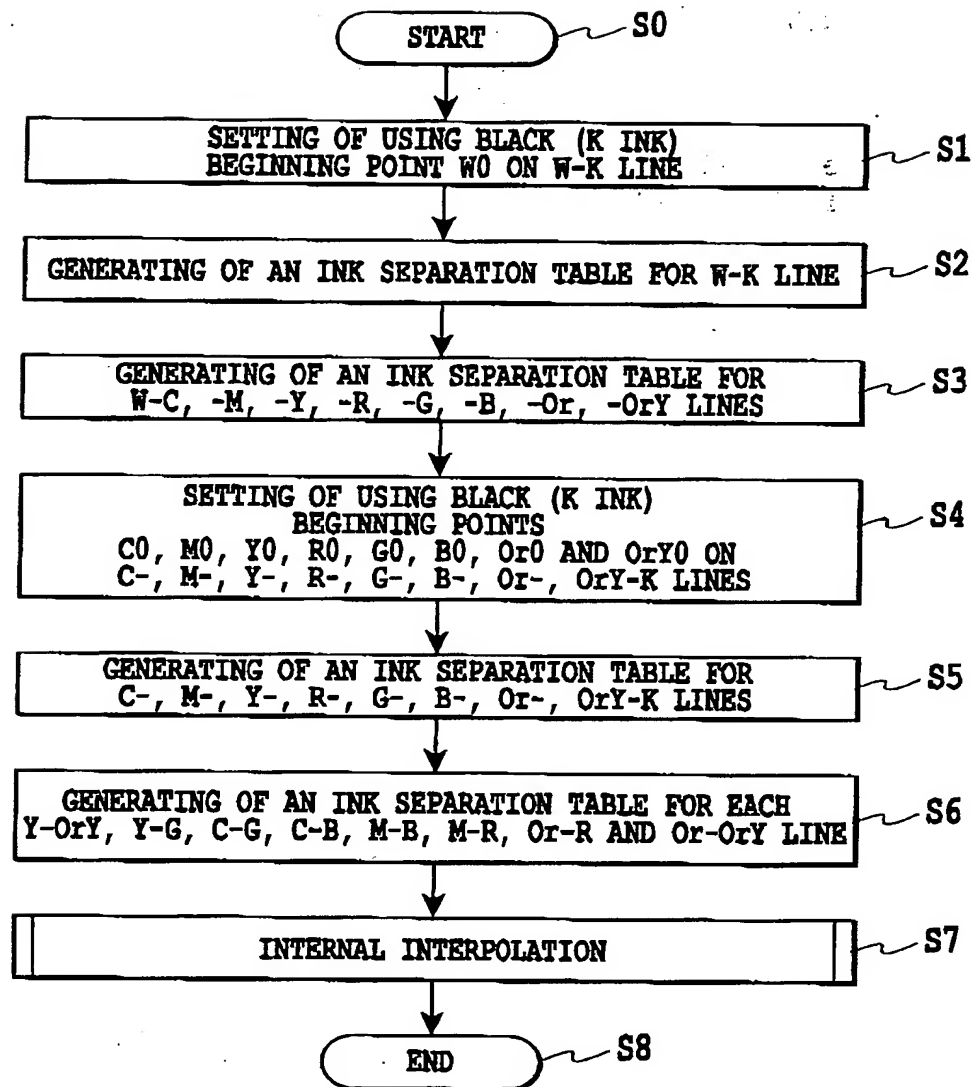 START
S0
SETTING OF USING BLACK (K INK)
BEGINNING POINT W0 ON W-K LINE
S1
GENERATING OF AN INK SEPARATION TABLE FOR W-K LINE
S2
GENERATING OF AN INK SEPARATION TABLE FOR
W-C, -M, -Y, -R, -G, -B, -Or, -OrY LINES
S3
SETTING OF USING BLACK (K INK)
BEGINNING POINTS
C0, M0, Y0, R0, G0, B0, Or0 AND OrY0 ON
C-, M-, Y-, R-, G-, B-, Or-, OrY-K LINES
S4
GENERATING OF AN INK SEPARATION TABLE FOR
C-, M-, Y-, R-, G-, B-, Or-, OrY-K LINES
S5
GENERATING OF AN INK SEPARATION TABLE FOR EACH
Y-OrY, Y-G, C-G, C-B, M-B, M-R, Or-R AND Or-OrY LINE
S6
INTERNAL INTERPOLATION
S7
END
S8